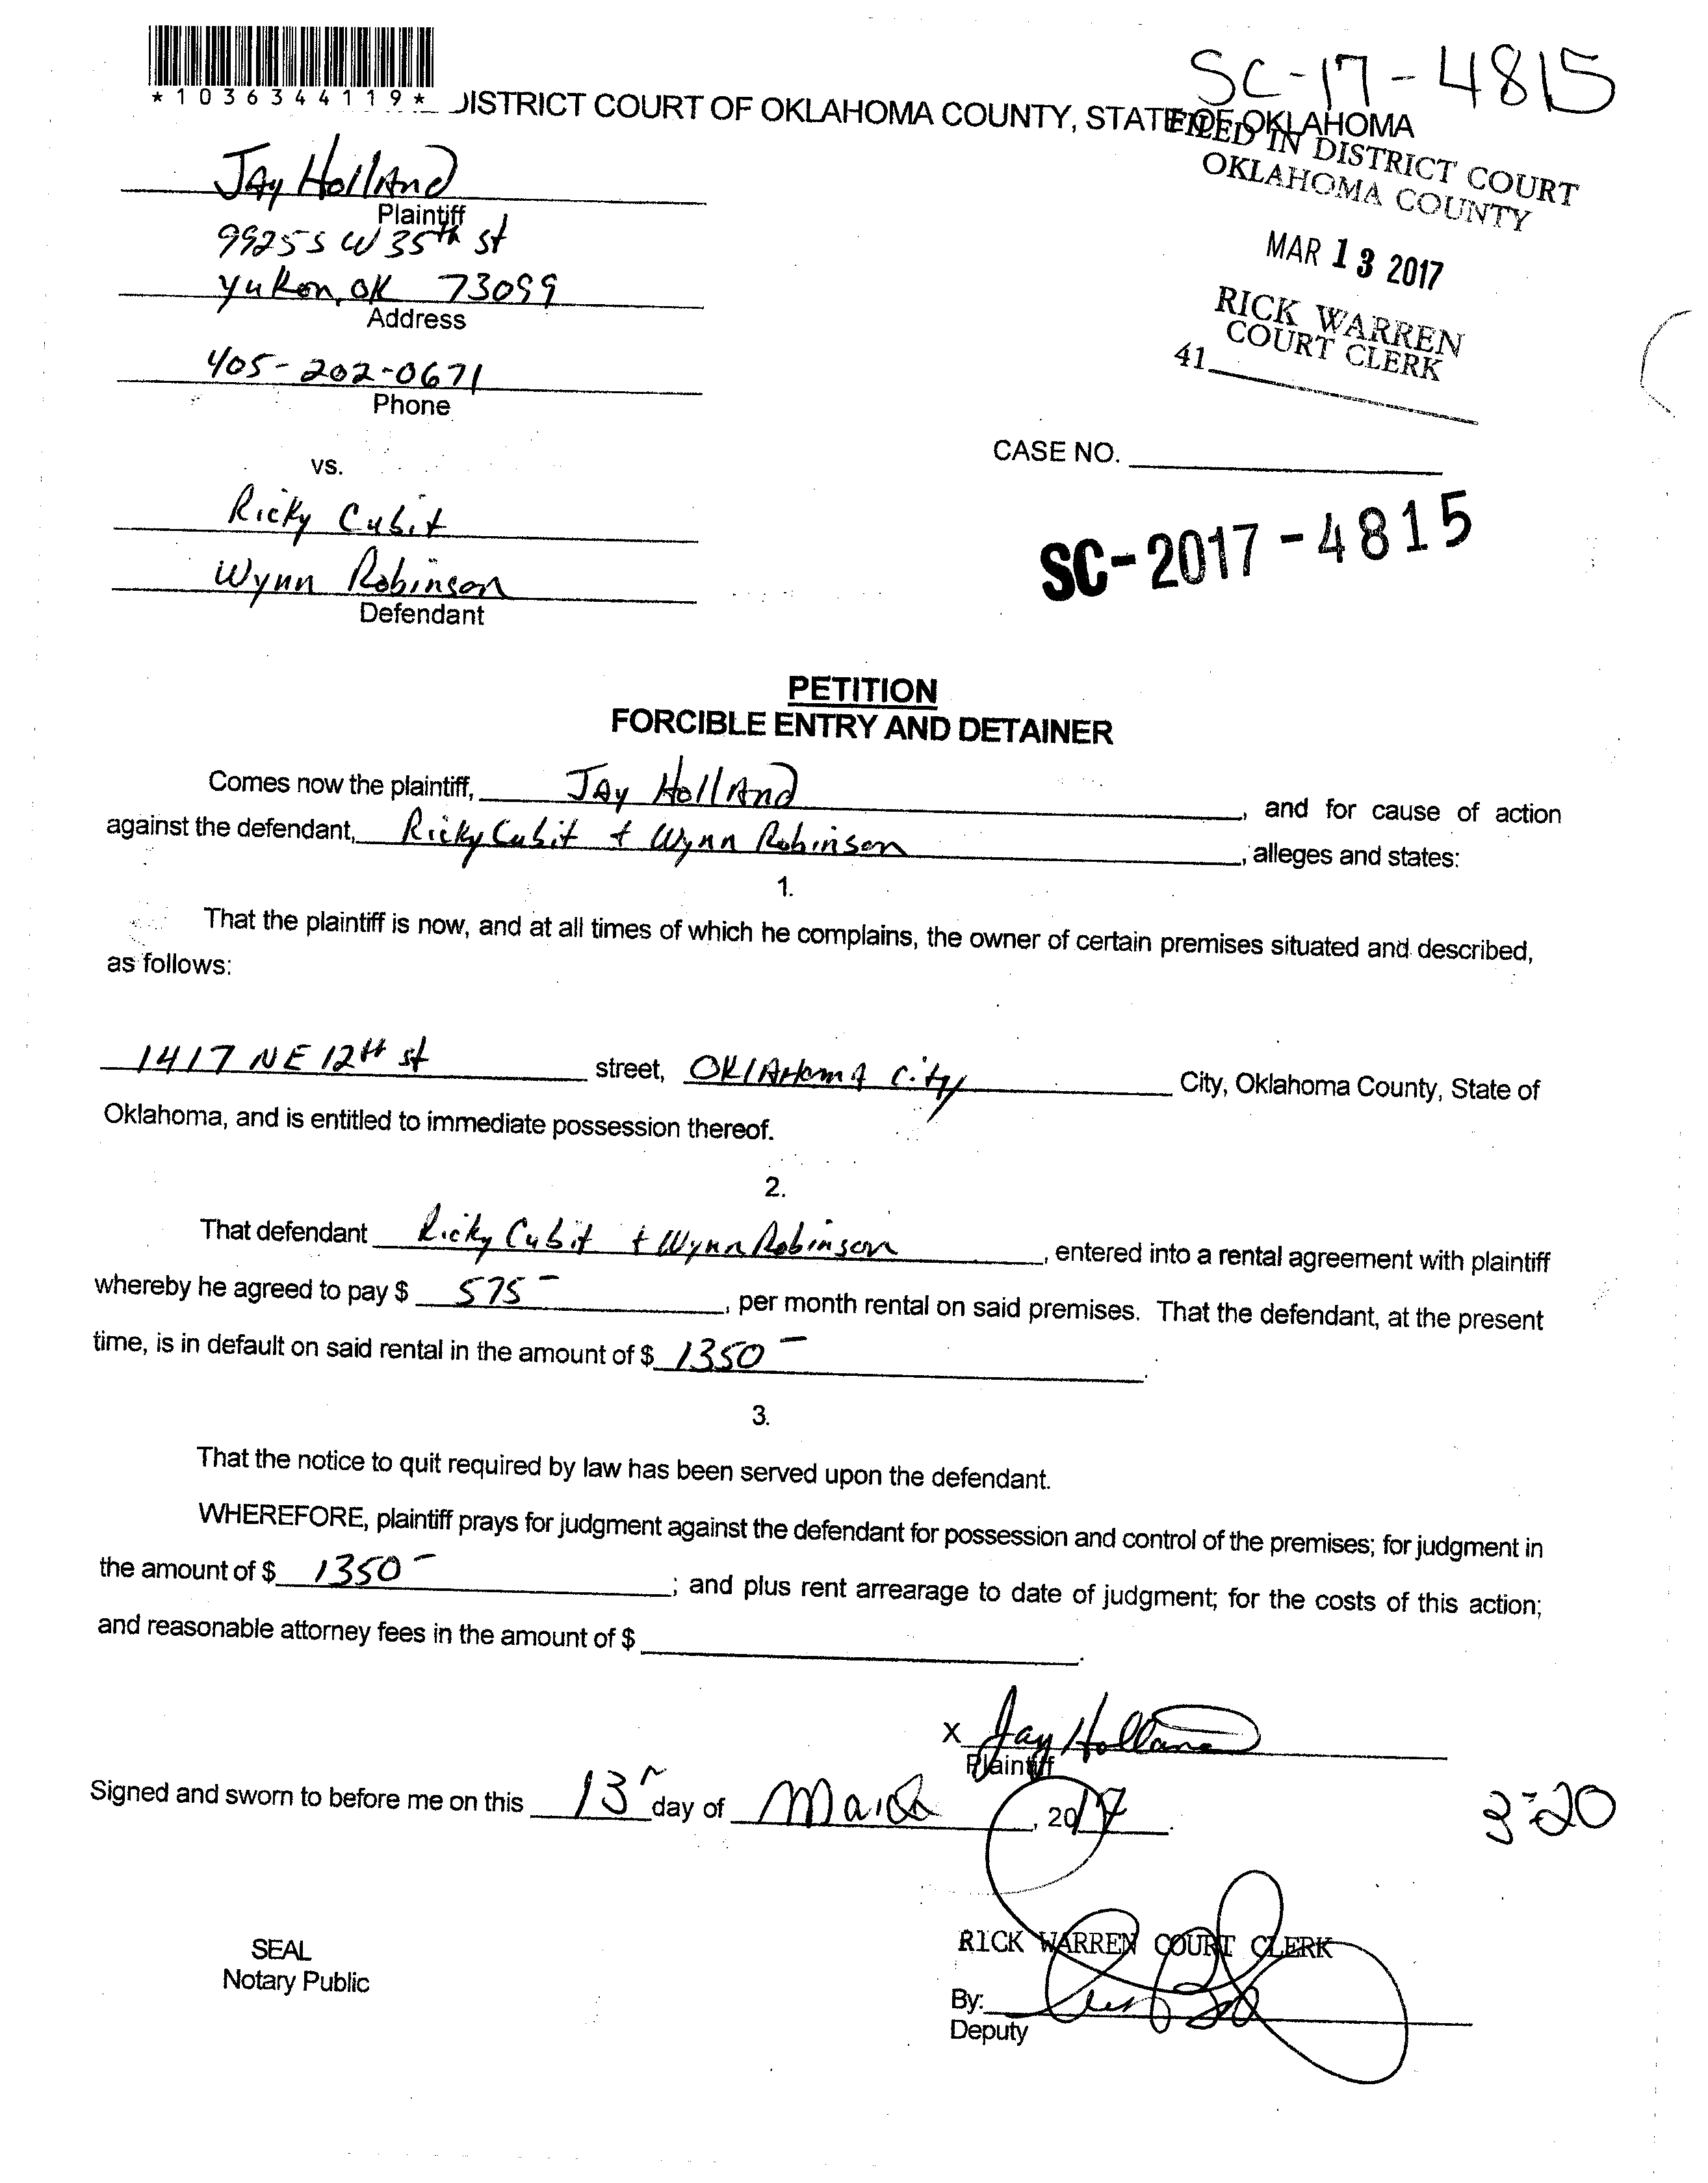 SC-17-4815
*1036344119*
DISTRICT COURT OF OKLAHOMA COUNTY, STATE OF OKLAHOMA
FILED IN DISTRICT COURT
OKLAHOMA COUNTY
MAR 13 2017
RICK WARREN
COURT CLERK
41
JAy HollAnd
Plaintiff
9925 S W 35th st
Yukon, OK 73099
Address
405-202-0671
Phone
CASE NO.
vs.
Ricky Cubit
SC-2017-4815
Wynn Robinson
Defendant
PETITION
FORCIBLE ENTRY AND DETAINER
Comes now the plaintiff, JAy HollAnd, and for cause of action
against the defendant, Ricky Cubit + Wynn Robinson, alleges and states:
1.
That the plaintiff is now, and at all times of which he complains, the owner of certain premises situated and described,
as follows:
1417 NE 12th st street, OklAHomA City City, Oklahoma County, State of
Oklahoma, and is entitled to immediate possession thereof.
2.
That defendant Ricky Cubit + Wynn Robinson, entered into a rental agreement with plaintiff
whereby he agreed to pay $ 575 -, per month rental on said premises. That the defendant, at the present
time, is in default on said rental in the amount of $ 1350 -.
3.
That the notice to quit required by law has been served upon the defendant.
WHEREFORE, plaintiff prays for judgment against the defendant for possession and control of the premises; for judgment in
the amount of $ 1350 -; and plus rent arrearage to date of judgment; for the costs of this action;
and reasonable attorney fees in the amount of $ .
X Jay Holland
Plaintiff
Signed and sworn to before me on this 13 day of March, 2017.
3-20
SEAL
Notary Public
RICK WARREN COURT CLERK
By:
Deputy